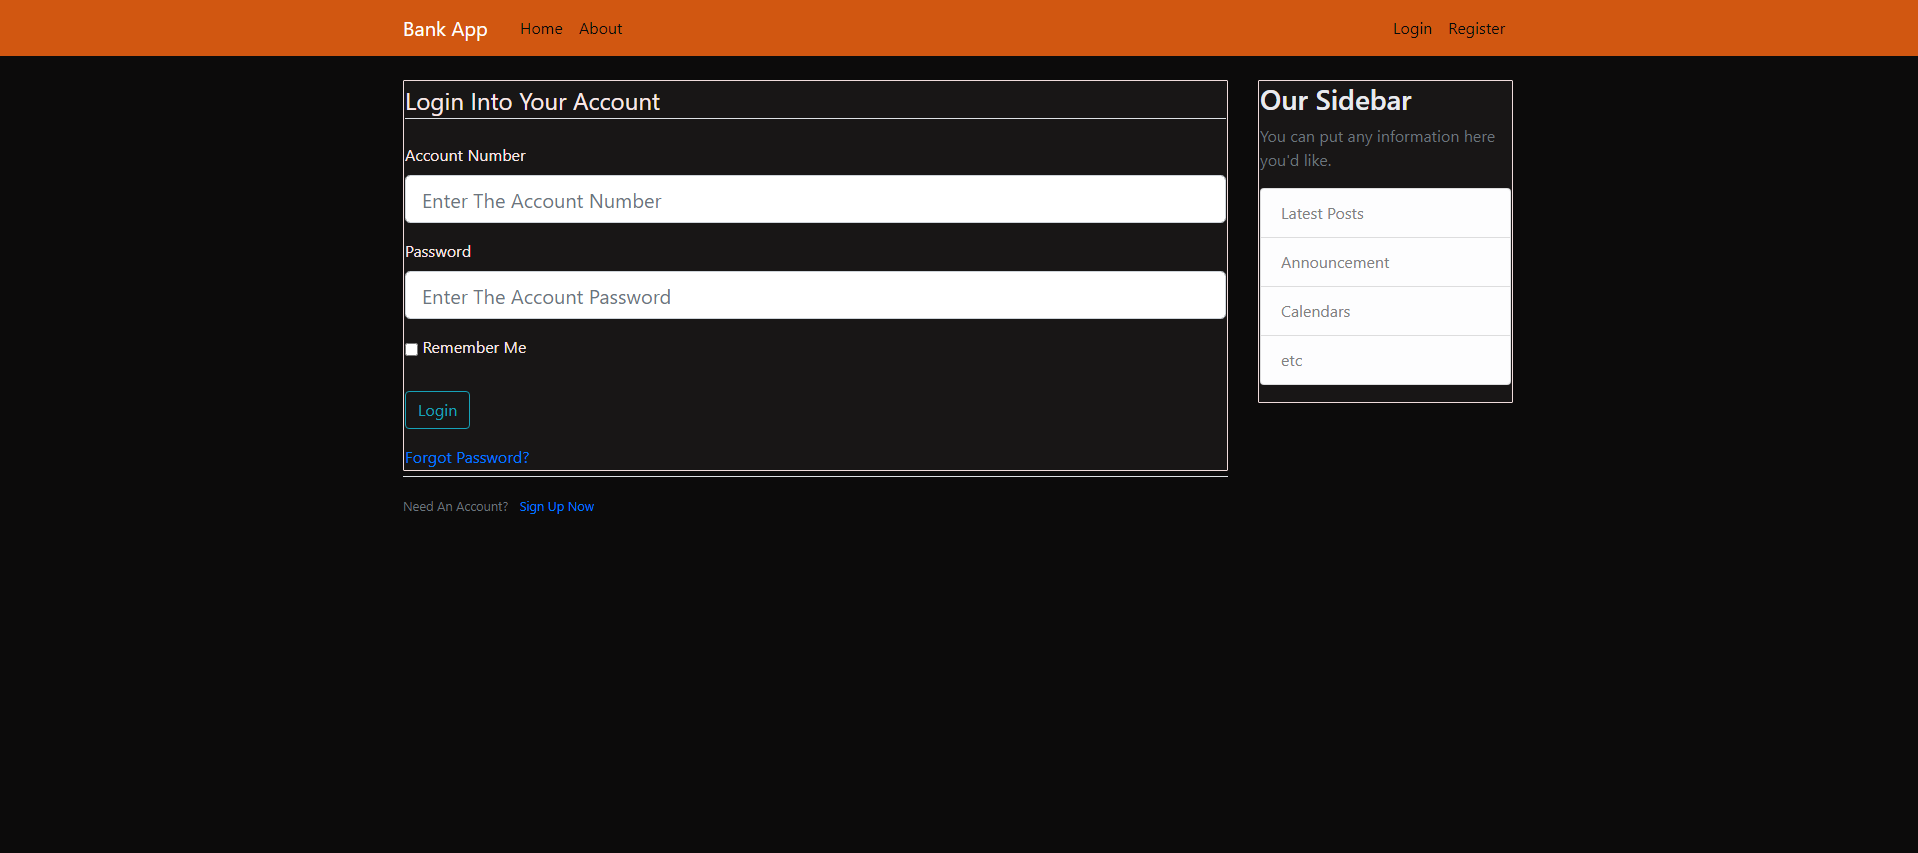 Bank App Home About Login Register
Login Into Your Account
Account Number
Enter The Account Number
Password
Enter The Account Password
Remember Me
Login
Forgot Password?
Need An Account? Sign Up Now
Our Sidebar
You can put any information here
you'd like.
Latest Posts
Announcement
Calendars
etc